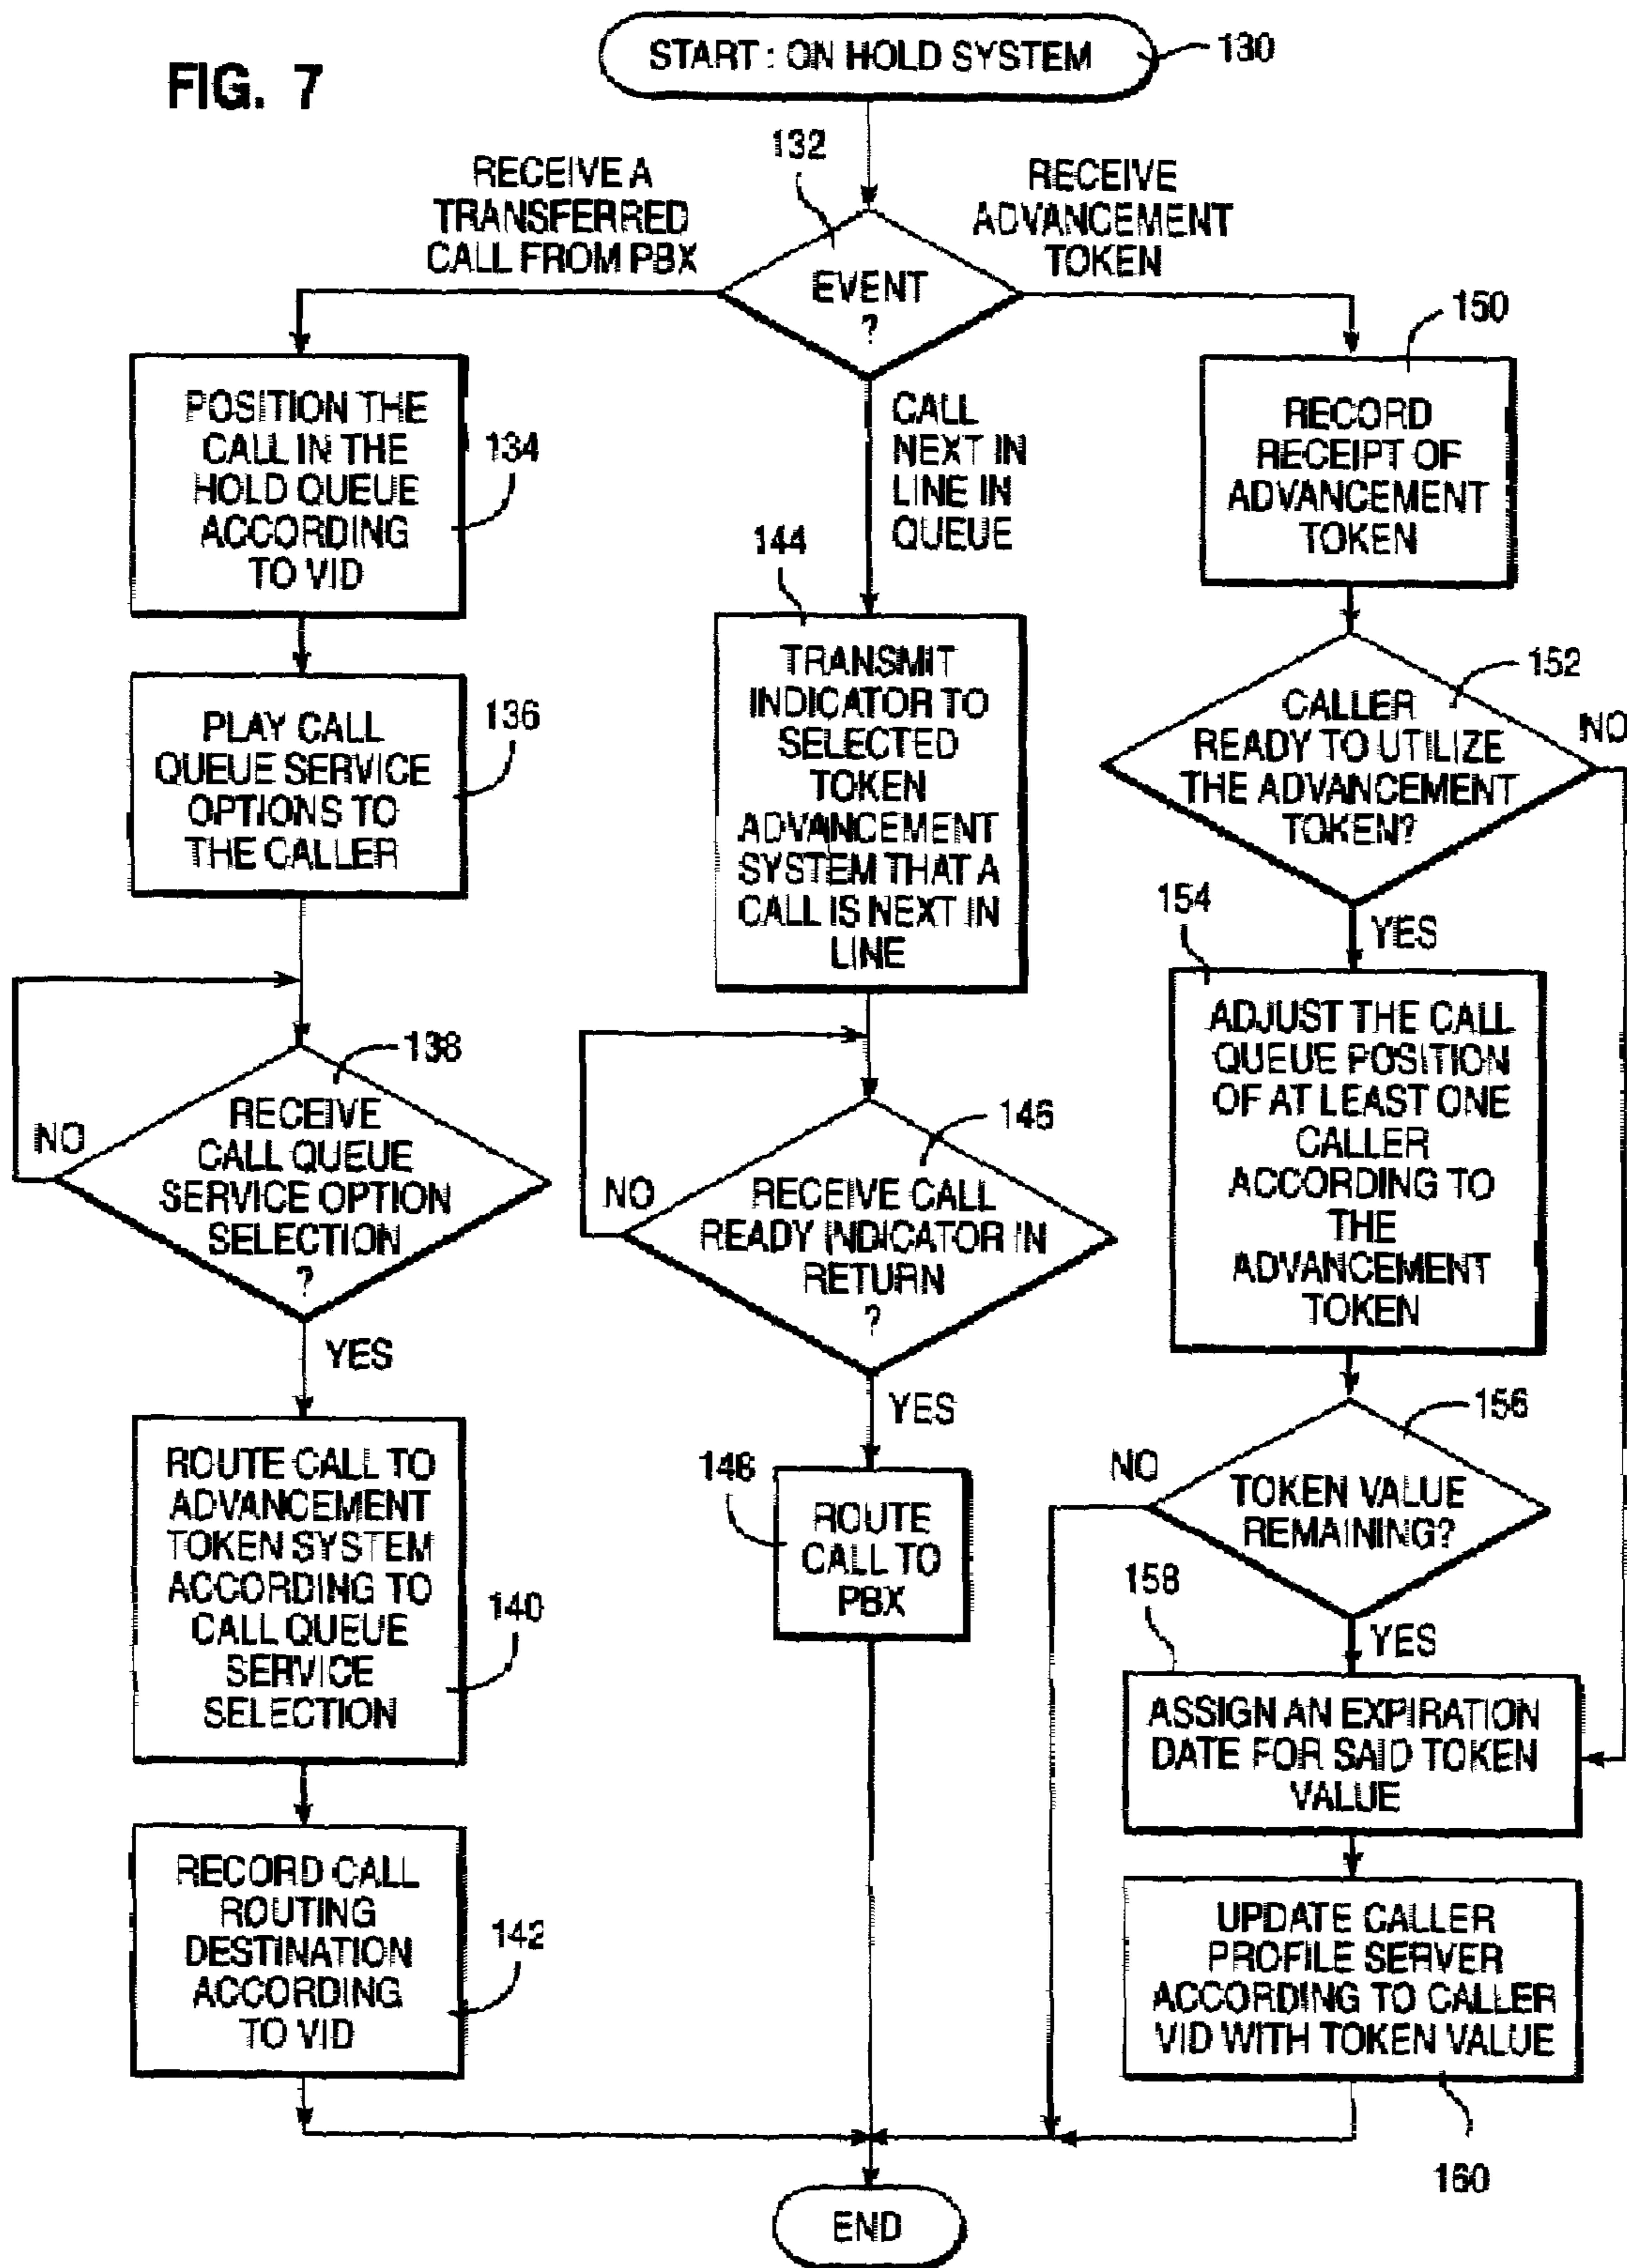 FIG. 7
START : ON HOLD SYSTEM
130
132
RECEIVE A
TRANSFERRED
CALL FROM PBX
RECEIVE
ADVANCEMENT
TOKEN
EVENT
?
POSITION THE
CALL IN THE
HOLD QUEUE
ACCORDING
TO VID
134
PLAY CALL
QUEUE SERVICE
OPTIONS TO
THE CALLER
136
138
RECEIVE
CALL QUEUE
SERVICE OPTION
SELECTION
?
NO
YES
ROUTE CALL TO
ADVANCEMENT
TOKEN SYSTEM
ACCORDING TO
CALL QUEUE
SERVICE
SELECTION
140
RECORD CALL
ROUTING
DESTINATION
ACCORDING
TO VID
142
CALL
NEXT IN
LINE IN
QUEUE
144
TRANSMIT
INDICATOR TO
SELECTED
TOKEN
ADVANCEMENT
SYSTEM THAT A
CALL IS NEXT IN
LINE
146
RECEIVE CALL
READY INDICATOR IN
RETURN
?
NO
YES
148
ROUTE
CALL TO
PBX
150
RECORD
RECEIPT OF
ADVANCEMENT
TOKEN
152
CALLER
READY TO UTILIZE
THE ADVANCEMENT
TOKEN?
NO
YES
154
ADJUST THE CALL
QUEUE POSITION
OF AT LEAST ONE
CALLER
ACCORDING TO
THE
ADVANCEMENT
TOKEN
156
TOKEN VALUE
REMAINING?
NO
YES
158
ASSIGN AN EXPIRATION
DATE FOR SAID TOKEN
VALUE
UPDATE CALLER
PROFILE SERVER
ACCORDING TO CALLER
VID WITH TOKEN VALUE
160
END